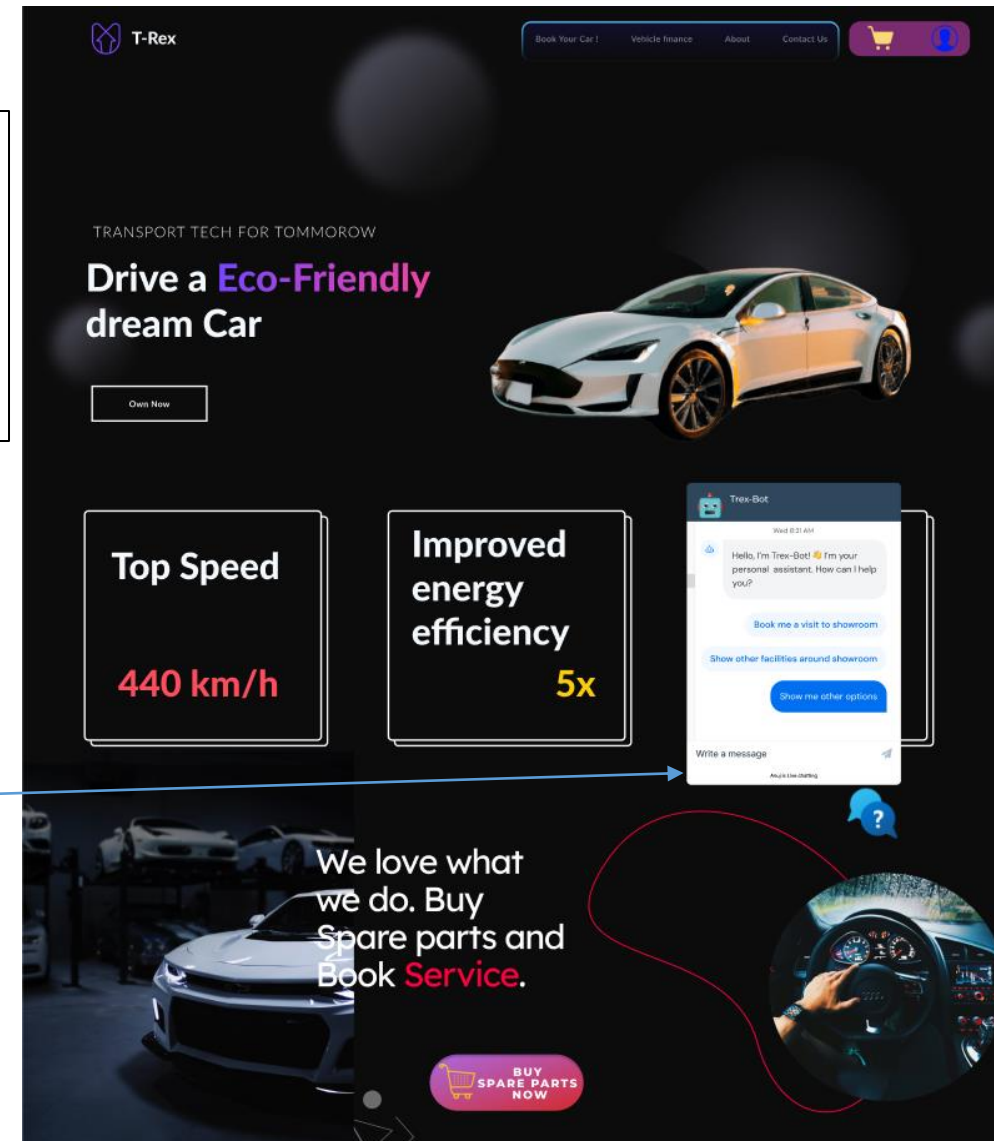 T-Rex
Book Your Car !
Vehicle finance
About
Contact Us
TRANSPORT TECH FOR TOMMOROW
Drive a Eco-Friendly
dream Car
Own Now
Top Speed
440 km/h
Improved
energy
efficiency
5x
Trex-Bot
Wed 8:21 AM
Hello, I'm Trex-Bot! 👋 I'm your
personal assistant. How can I help
you?
Book me a visit to showroom
Show other facilities around showroom
Show me other options
Write a message
Live chatting
?
We love what
we do. Buy
Spare parts and
Book Service.
BUY
SPARE PARTS
NOW